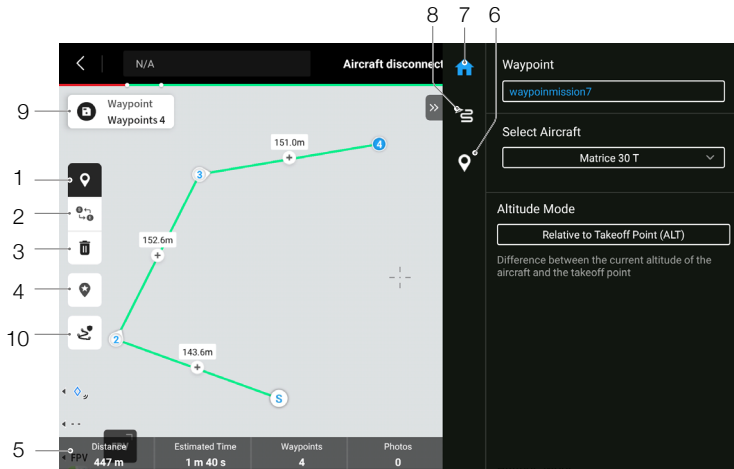 8 7 6
N/A
Aircraft disconnect
9
Waypoint
Waypoints 4
1
2
3
4
10
5
151.0m
4
3
152.6m
2
143.6m
S
Distance
447 m
Estimated Time
1 m 40 s
Waypoints
4
Photos
0
FPV
Waypoint
waypoinmission7
Select Aircraft
Matrice 30 T
Altitude Mode
Relative to Takeoff Point (ALT)
Difference between the current altitude of the
aircraft and the takeoff point